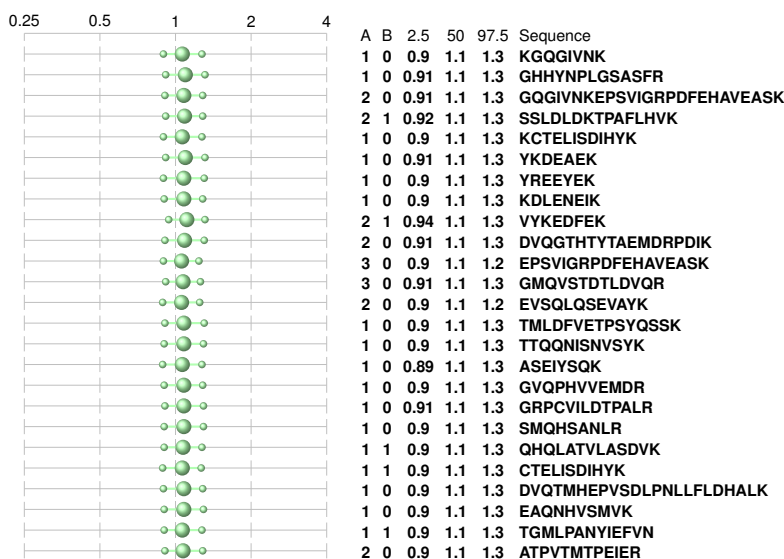 0.25 0.5 1 2 4
A B 2.5 50 97.5 Sequence
1 0 0.9 1.1 1.3 KGQGIVNK
1 0 0.91 1.1 1.3 GHHYNPLGSASFR
2 0 0.91 1.1 1.3 GQGIVNKEPSVIGRPDFEHAVEASK
2 1 0.92 1.1 1.3 SSLDLDKTPAFLHVK
1 0 0.9 1.1 1.3 KCTELISDIHYK
1 0 0.91 1.1 1.3 YKDEAEK
1 0 0.9 1.1 1.3 YREEYEK
1 0 0.9 1.1 1.3 KDLENEIK
2 1 0.94 1.1 1.3 VYKEDFEK
2 0 0.91 1.1 1.3 DVQGTHTYTAEMDRPDIK
3 0 0.9 1.1 1.2 EPSVIGRPDFEHAVEASK
3 0 0.91 1.1 1.3 GMQVSTDTLDVQR
2 0 0.9 1.1 1.2 EVSQLQSEVAYK
1 0 0.9 1.1 1.3 TMLDFVETPSYQSSK
1 0 0.9 1.1 1.3 TTQQNISNVSYK
1 0 0.89 1.1 1.3 ASEIYSQK
1 0 0.9 1.1 1.3 GVQPHVVEMDR
1 0 0.91 1.1 1.3 GRPCVILDTPALR
1 0 0.9 1.1 1.3 SMQHSANLR
1 1 0.9 1.1 1.3 QHQLATVLASDVK
1 1 0.9 1.1 1.3 CTELISDIHYK
1 0 0.9 1.1 1.3 DVQTMHEPVSDLPNLLFLDHALK
1 0 0.9 1.1 1.3 EAQNHVSMVK
1 1 0.9 1.1 1.3 TGMLPANYIEFVN
2 0 0.9 1.1 1.3 ATPVTMTPEIER